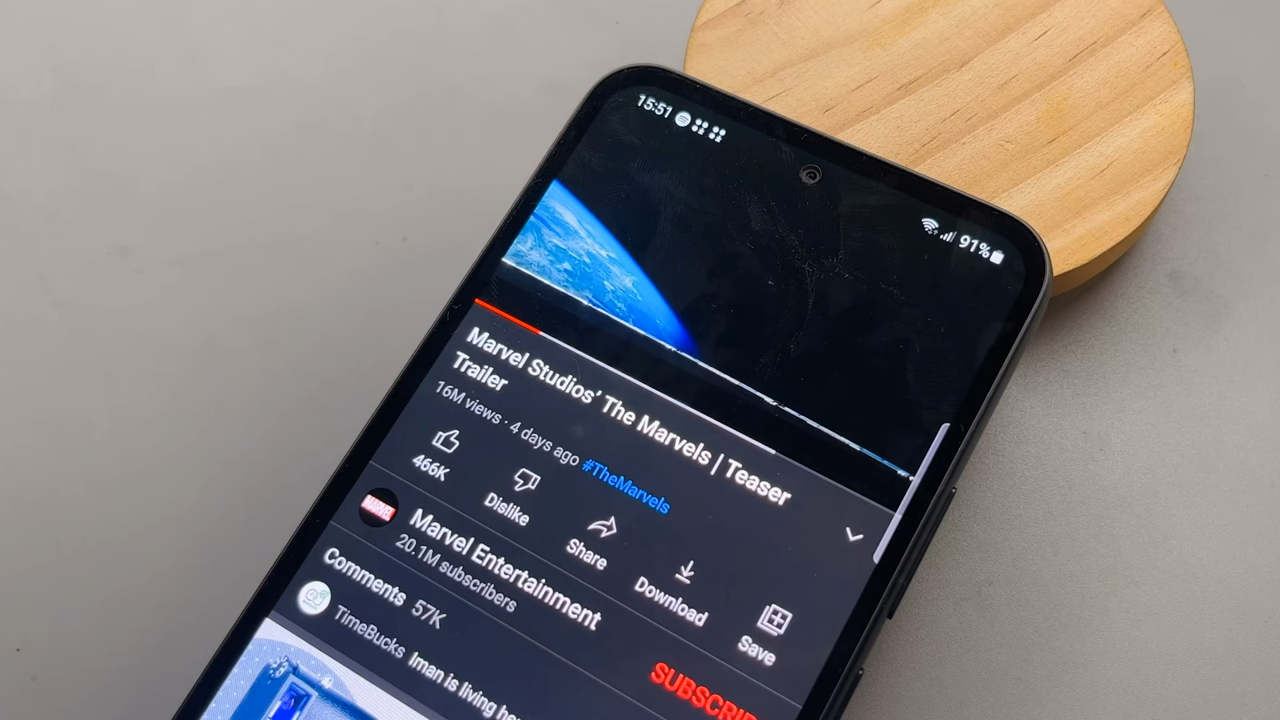 15:51
91%
Marvel Studios' The Marvels | Teaser
Trailer
16M views · 4 days ago #TheMarvels
466K
Dislike
Share
Download
Save
MARVEL
Marvel Entertainment
20.1M subscribers
SUBSCRI
Comments 57K
TimeBucks Iman is living